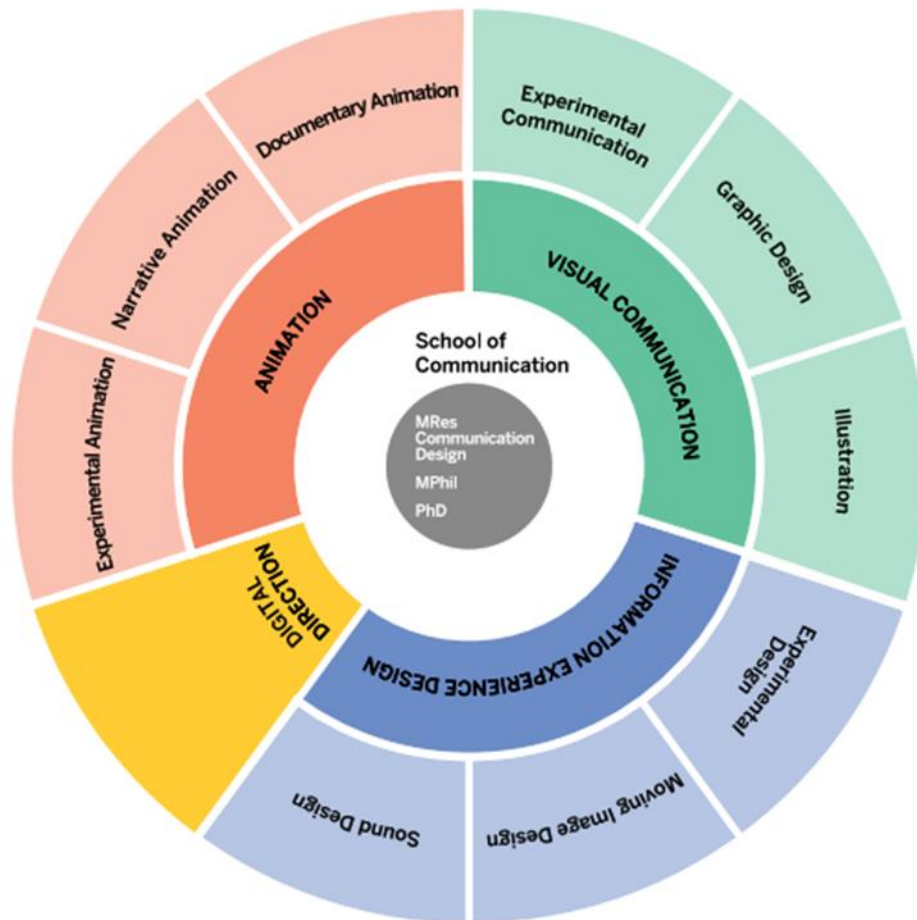 School of
Communication
MRes
Communication
Design
MPhil
PhD
VISUAL COMMUNICATION
Experimental
Communication
Graphic Design
Illustration
INFORMATION EXPERIENCE DESIGN
Experimental
Design
Moving Image Design
Sound Design
DIGITAL
DIRECTION
ANIMATION
Experimental Animation
Narrative Animation
Documentary Animation